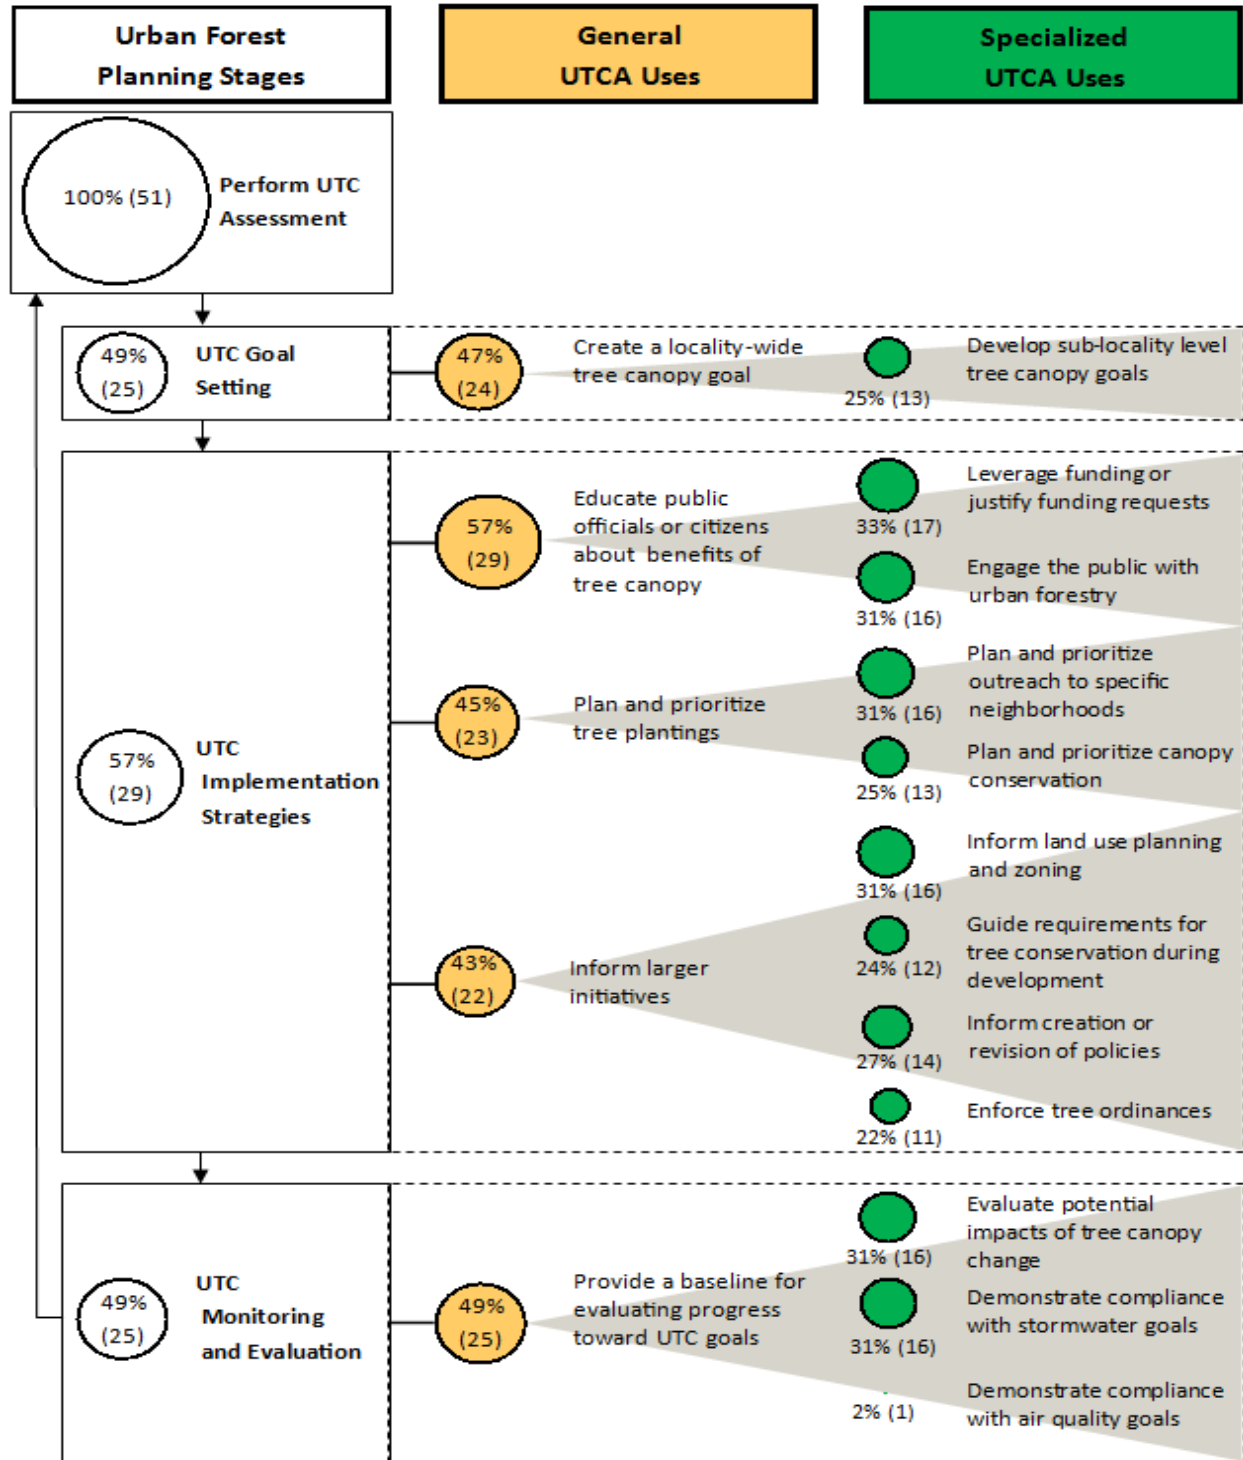 Urban Forest
Planning Stages
General
UTCA Uses
Specialized
UTCA Uses
100% (51)
Perform UTC
Assessment
49%
(25)
UTC Goal
Setting
47%
(24)
Create a locality-wide
tree canopy goal
25% (13)
Develop sub-locality level
tree canopy goals
57%
(29)
UTC
Implementation
Strategies
57%
(29)
Educate public
officials or citizens
about benefits of
tree canopy
33% (17)
Leverage funding or
justify funding requests
31% (16)
Engage the public with
urban forestry
45%
(23)
Plan and prioritize
tree plantings
31% (16)
Plan and prioritize
outreach to specific
neighborhoods
25% (13)
Plan and prioritize canopy
conservation
43%
(22)
Inform larger
initiatives
31% (16)
Inform land use planning
and zoning
24% (12)
Guide requirements for
tree conservation during
development
27% (14)
Inform creation or
revision of policies
22% (11)
Enforce tree ordinances
49%
(25)
UTC
Monitoring
and Evaluation
49%
(25)
Provide a baseline for
evaluating progress
toward UTC goals
31% (16)
Evaluate potential
impacts of tree canopy
change
31% (16)
Demonstrate compliance
with stormwater goals
2% (1)
Demonstrate compliance
with air quality goals